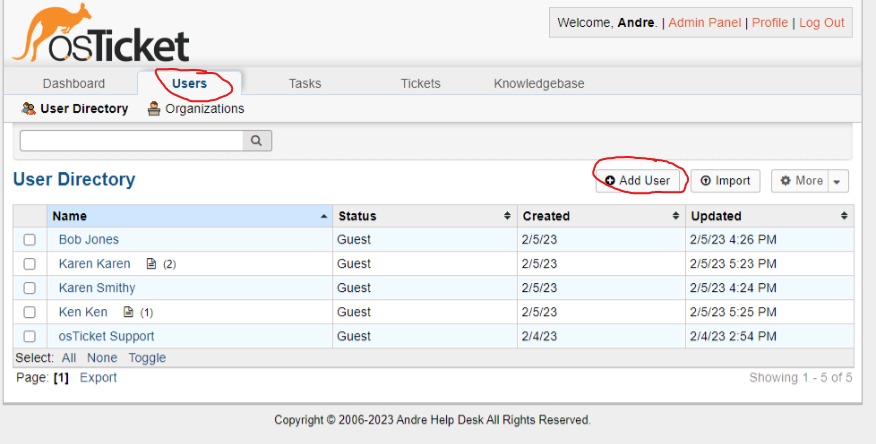 osTicket
Welcome, Andre. | Admin Panel | Profile | Log Out
Dashboard Users Tasks Tickets Knowledgebase
User Directory Organizations
User Directory Add User Import More
Name Status Created Updated
Bob Jones Guest 2/5/23 2/5/23 4:26 PM
Karen Karen (2) Guest 2/5/23 2/5/23 5:23 PM
Karen Smithy Guest 2/5/23 2/5/23 4:24 PM
Ken Ken (1) Guest 2/5/23 2/5/23 5:25 PM
osTicket Support Guest 2/4/23 2/4/23 2:54 PM
Select: All None Toggle
Page: [1] Export Showing 1 - 5 of 5
Copyright © 2006-2023 Andre Help Desk All Rights Reserved.